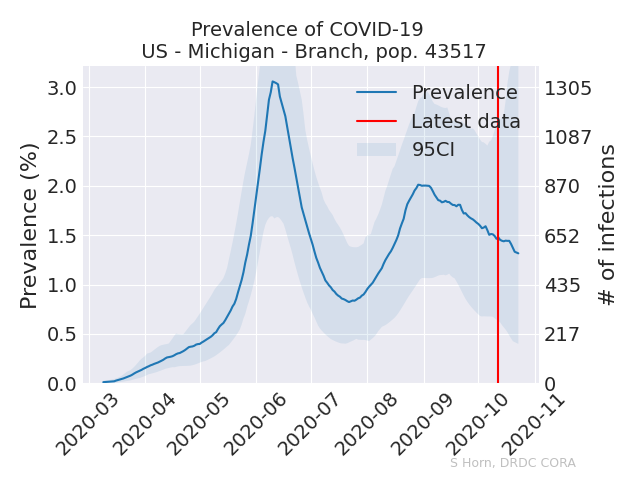 Prevalence of COVID-19
US - Michigan - Branch, pop. 43517
Prevalence (%)
3.0
2.5
2.0
1.5
1.0
0.5
0.0
Prevalence
Latest data
95CI
1305
1087
870
652
435
217
0
# of infections
2020-03
2020-04
2020-05
2020-06
2020-07
2020-08
2020-09
2020-10
2020-11
S Horn, DRDC CORA